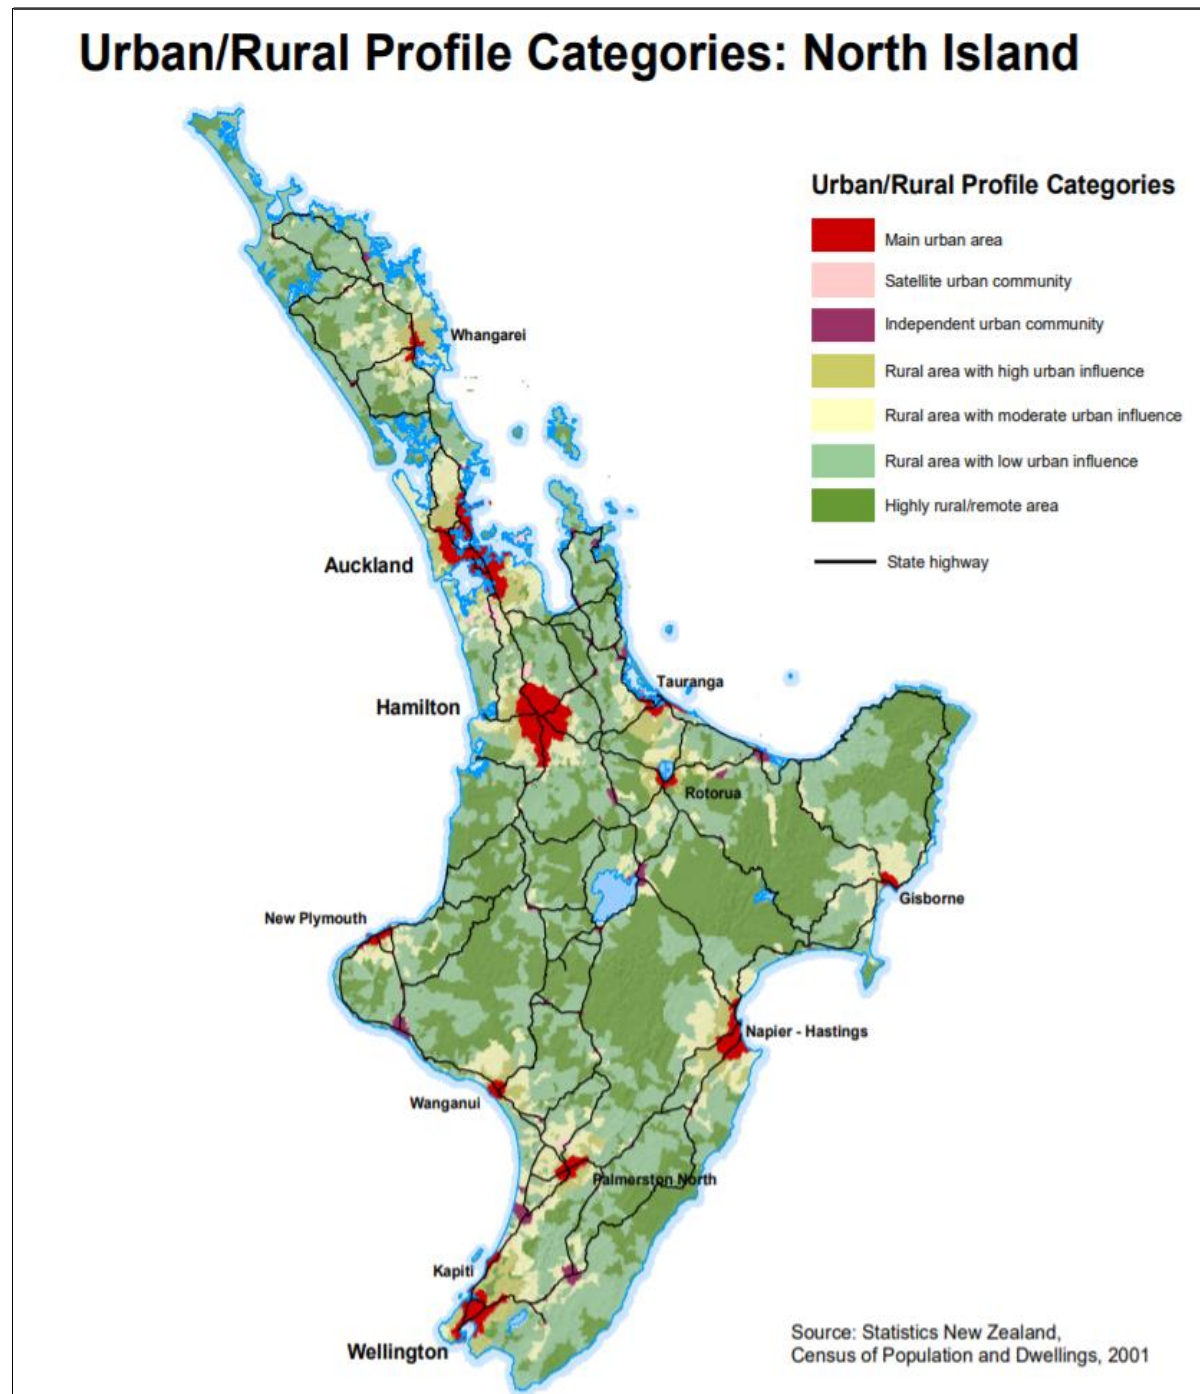 Urban/Rural Profile Categories: North Island
Urban/Rural Profile Categories
Main urban area
Satellite urban community
Independent urban community
Rural area with high urban influence
Rural area with moderate urban influence
Rural area with low urban influence
Highly rural/remote area
State highway
Whangarei
Auckland
Hamilton
Tauranga
Rotorua
Gisborne
New Plymouth
Napier - Hastings
Wanganui
Palmerston North
Kapiti
Wellington
Source: Statistics New Zealand,
Census of Population and Dwellings, 2001